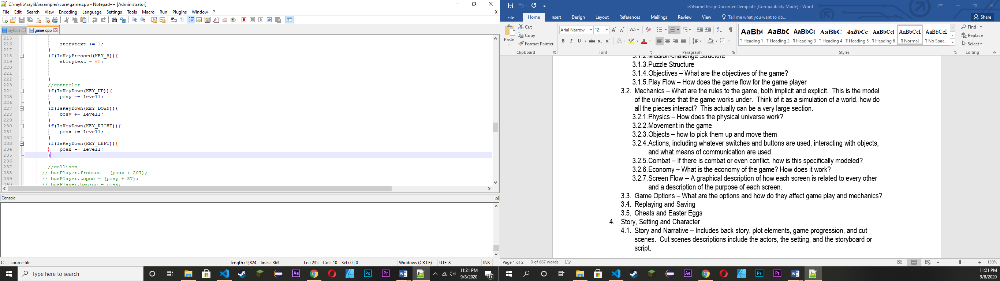 C:\raylib\raylib\examples\core\game.cpp - Notepad++ [Administrator]
File Edit Search View Encoding Language Settings Tools Macro Run Plugins Window ? X
raylib.h game.cpp
215
216 storytext += 1;
217 }
218 if(IsKeyPressed(KEY_S)){
219 storytext = 60;
220
221
222 }
223 //controler
224 if(IsKeyDown(KEY_UP)){
225 posy -= level1;
226 }
227 if(IsKeyDown(KEY_DOWN)){
228 posy += level1;
229 }
230 if(IsKeyDown(KEY_RIGHT)){
231 posx += level1;
232 }
233 if(IsKeyDown(KEY_LEFT)){
234 posx -= level1;
235 }
236
237 //collison
238 // busPlayer.frontco = (posx + 207);
239 // busPlayer.topco = (posy + 87);
240 // busPlayer.backco = posx;
Console
C++ source file length : 9,824 lines : 363 Ln : 235 Col : 10 Sel : 0 | 0 Windows (CR LF) UTF-8 INS
Type here to search
11:21 PM
9/8/2020
17
585GameDesignDocumentTemplate [Compatibility Mode] - Word
File Home Insert Design Layout References Mailings Review View Tell me what you want to do... Share
Paste
Cut
Copy
Format Painter
Clipboard
Arial Narrow 12
Font
Paragraph
AaBb( AaBbC AaBbCc AaBbC AaBbCc AaBbCcI AaBbCcI AaBbCcI
¶ Heading 1 ¶ Heading 2 ¶ Heading 3 ¶ Heading 4 ¶ Heading 5 ¶ Heading 6 ¶ Normal ¶ No Spac...
Styles
Find
Replace
Select
Editing
3.1.2.Mission/challenge Structure
3.1.3.Puzzle Structure
3.1.4.Objectives – What are the objectives of the game?
3.1.5.Play Flow – How does the game flow for the game player
3.2. Mechanics – What are the rules to the game, both implicit and explicit. This is the model
of the universe that the game works under. Think of it as a simulation of a world, how do
all the pieces interact? This actually can be a very large section.
3.2.1.Physics – How does the physical universe work?
3.2.2.Movement in the game
3.2.3.Objects – how to pick them up and move them
3.2.4.Actions, including whatever switches and buttons are used, interacting with objects,
and what means of communication are used
3.2.5.Combat – If there is combat or even conflict, how is this specifically modeled?
3.2.6.Economy – What is the economy of the game? How does it work?
3.2.7.Screen Flow -- A graphical description of how each screen is related to every other
and a description of the purpose of each screen.
3.3. Game Options – What are the options and how do they affect game play and mechanics?
3.4. Replaying and Saving
3.5. Cheats and Easter Eggs
4. Story, Setting and Character
4.1. Story and Narrative – Includes back story, plot elements, game progression, and cut
scenes. Cut scenes descriptions include the actors, the setting, and the storyboard or
script.
Page 1 of 2 3 of 667 words 130%
11:21 PM
9/8/2020